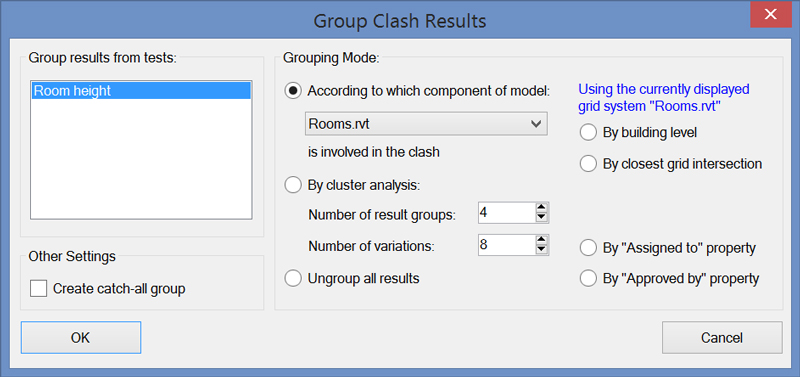 Group Clash Results
Group results from tests:
Room height
Other Settings
Create catch-all group
Grouping Mode:
According to which component of model:
Rooms.rvt
is involved in the clash
By cluster analysis:
Number of result groups: 4
Number of variations: 8
Ungroup all results
Using the currently displayed
grid system "Rooms.rvt"
By building level
By closest grid intersection
By "Assigned to" property
By "Approved by" property
OK
Cancel